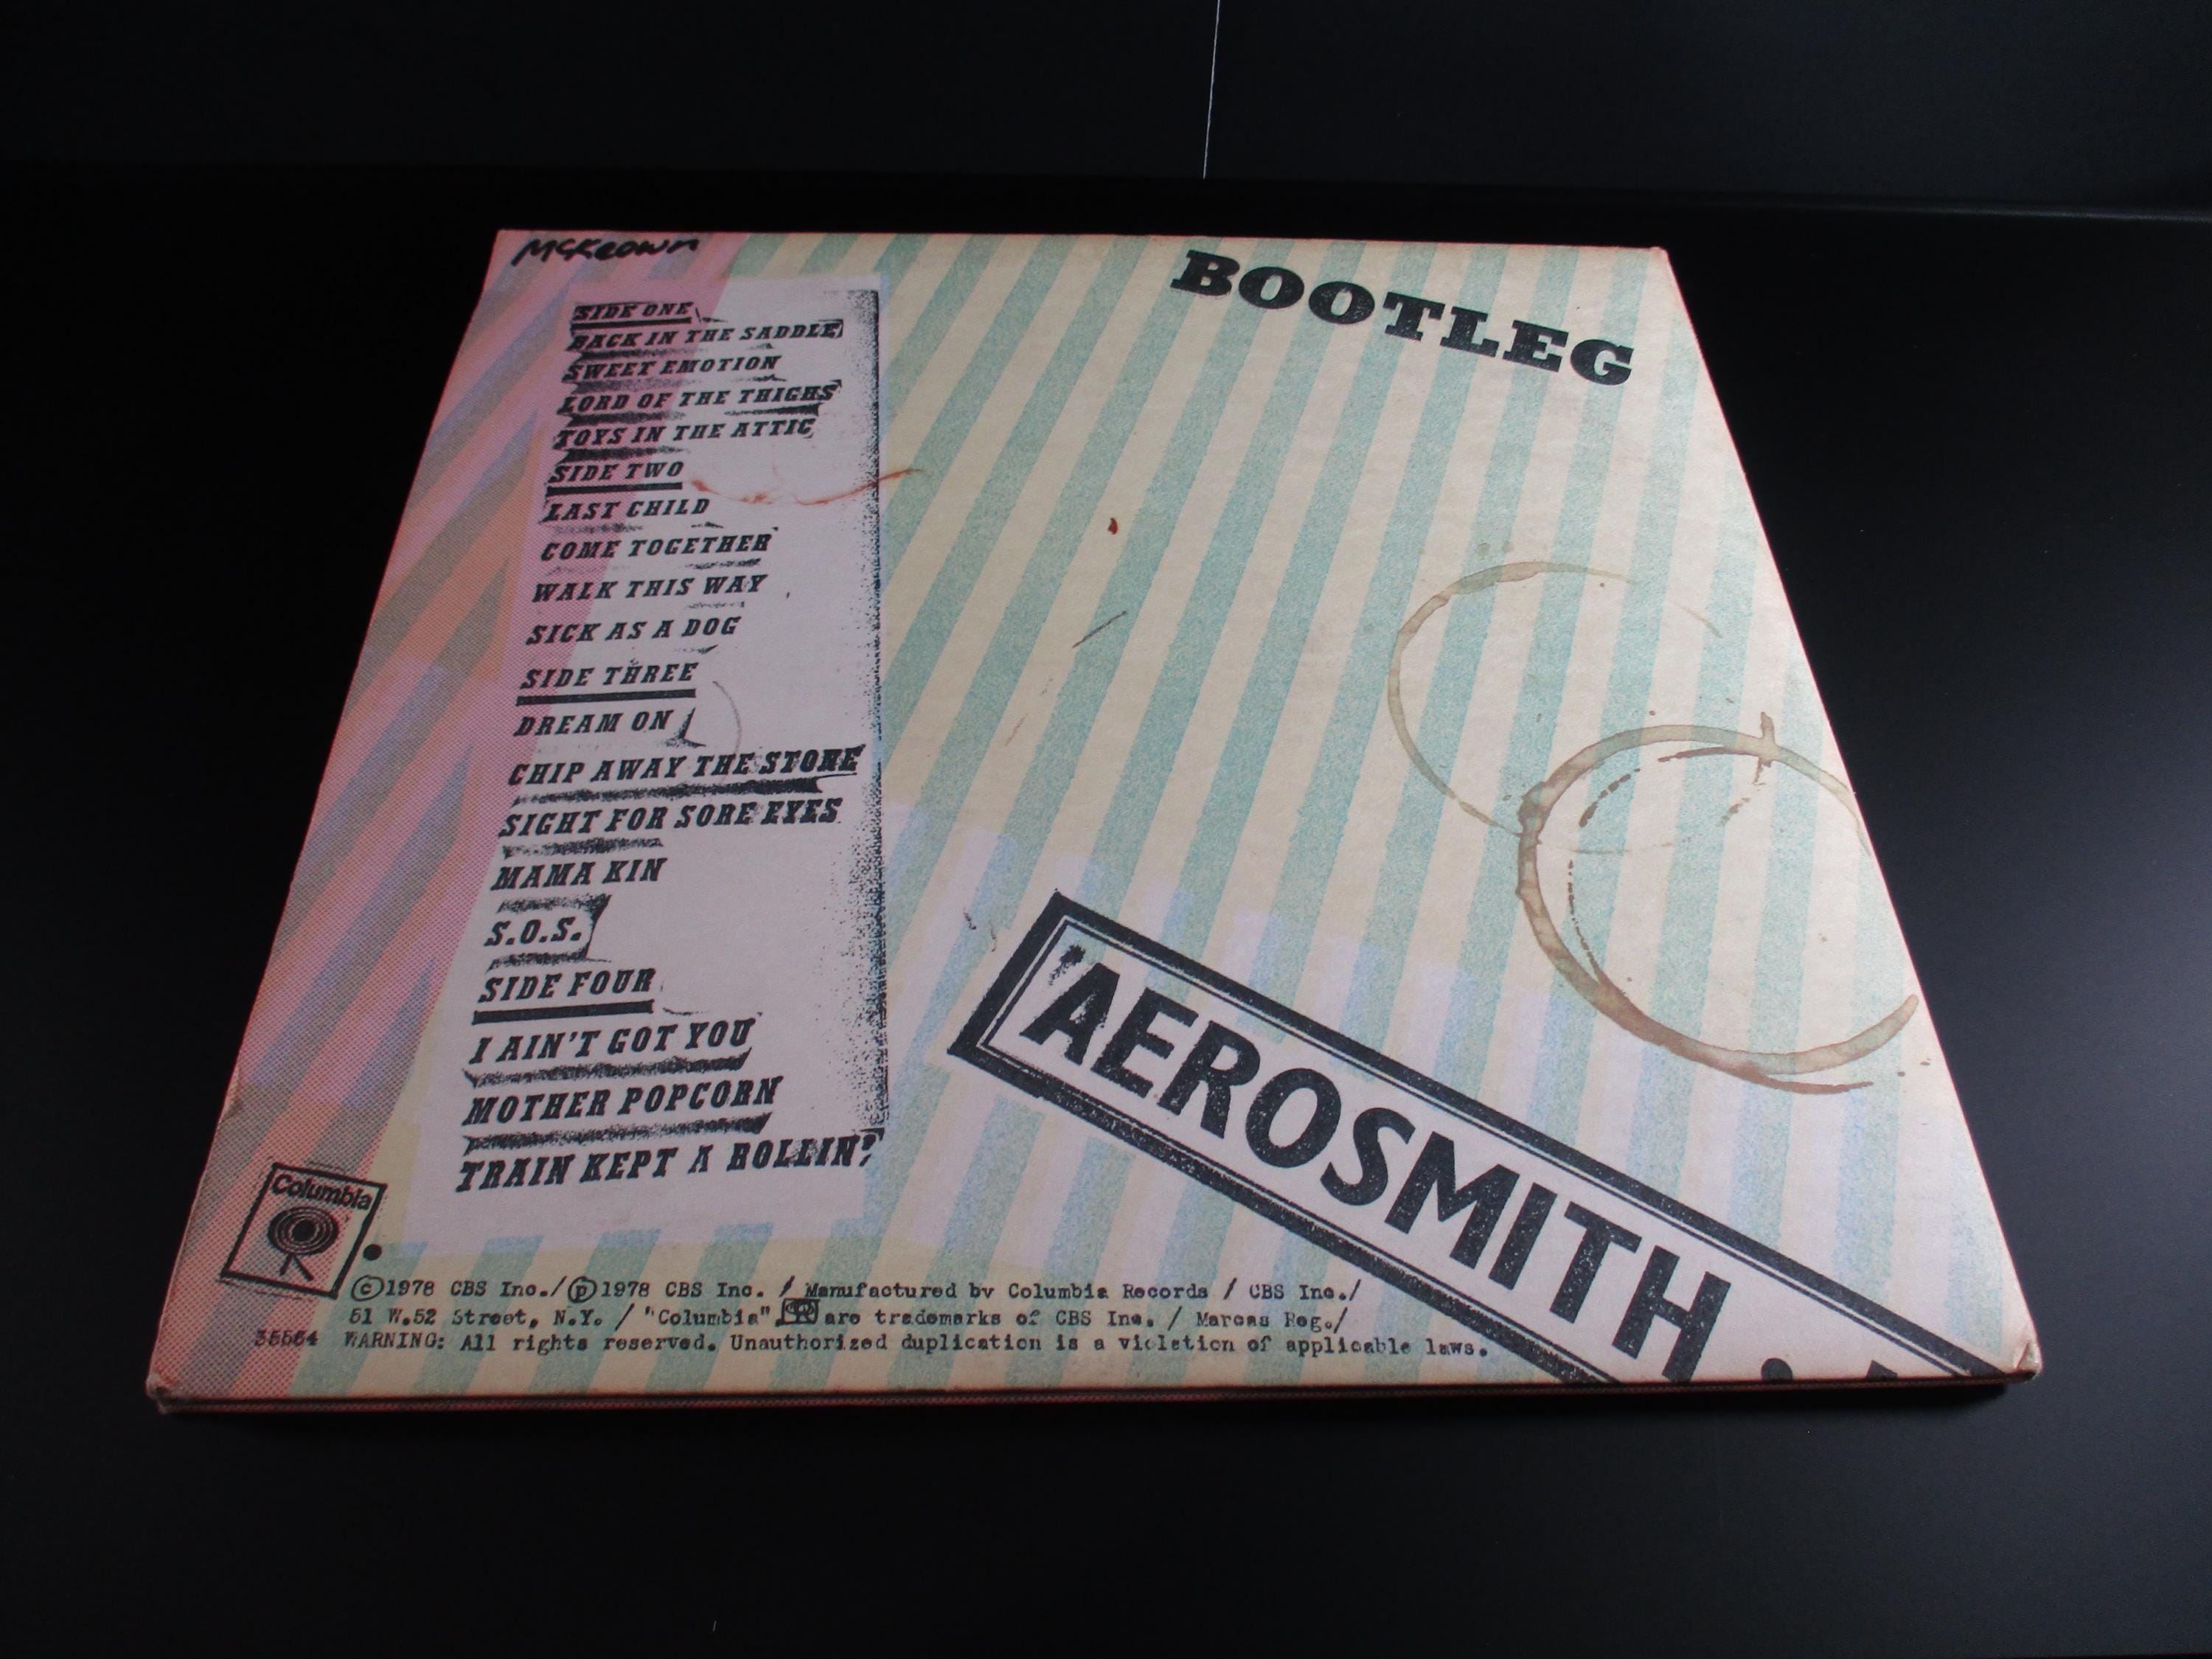 McKeown
BOOTLEG
SIDE ONE
BACK IN THE SADDLE
SWEET EMOTION
LORD OF THE THIGHS
TOYS IN THE ATTIC
SIDE TWO
LAST CHILD
COME TOGETHER
WALK THIS WAY
SICK AS A DOG
SIDE THREE
DREAM ON
CHIP AWAY THE STONE
SIGHT FOR SORE EYES
MAMA KIN
S.O.S.
SIDE FOUR
I AIN'T GOT YOU
MOTHER POPCORN
TRAIN KEPT A ROLLIN'
AEROSMITH
Columbia
©1978 CBS Inc./℗1978 CBS Inc. / Manufactured by Columbia Records / CBS Inc./
51 W.52 Street, N.Y. / "Columbia", are trademarks of CBS Inc. / Marcas Reg./
35564 WARNING: All rights reserved. Unauthorized duplication is a violation of applicable laws.